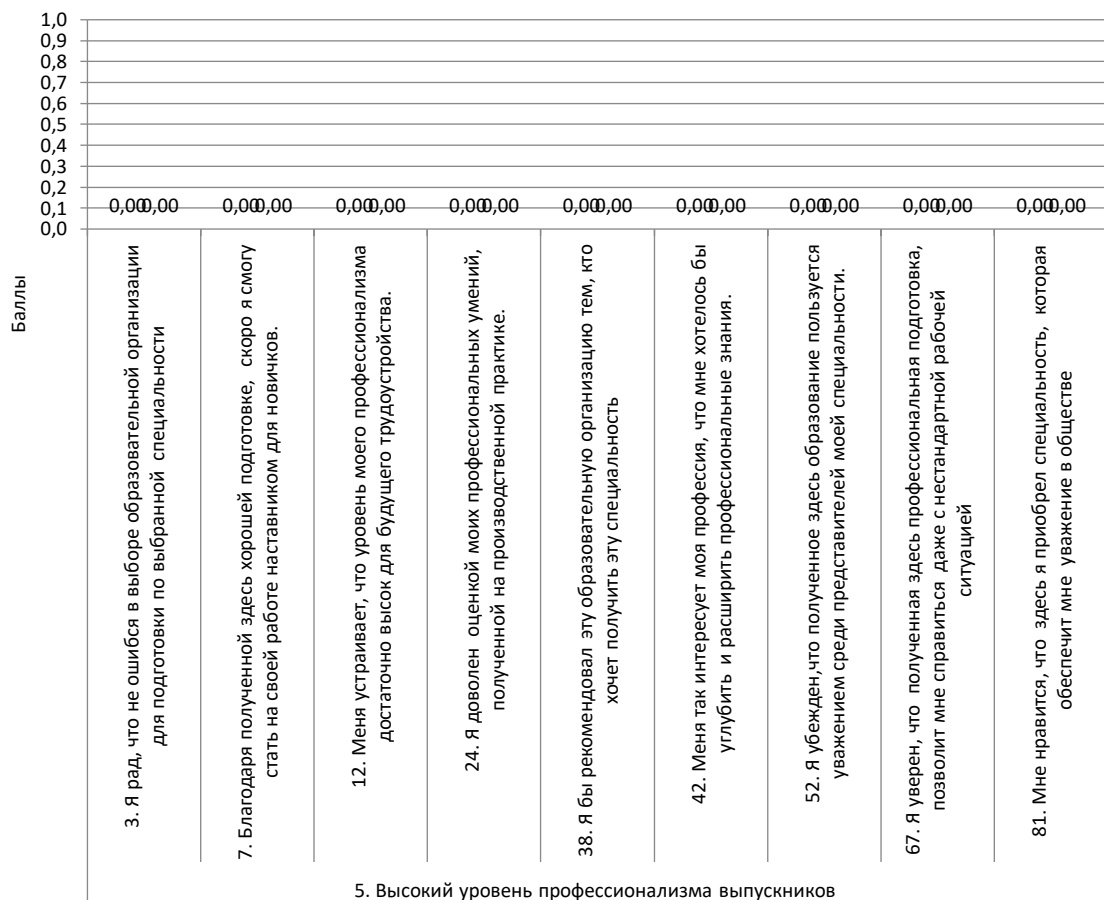 1,0
0,9
0,8
0,7
0,6
0,5
0,4
0,3
0,2
0,1
0,0
Баллы
0,00 0,00 0,00 0,00 0,00 0,00 0,00 0,00 0,00 0,00 0,00 0,00 0,00 0,00 0,00 0,00 0,00 0,00
3. Я рад, что не ошибся в выборе образовательной организации
для подготовки по выбранной специальности
7. Благодаря полученной здесь хорошей подготовке, скоро я смогу
стать на своей работе наставником для новичков.
12. Меня устраивает, что уровень моего профессионализма
достаточно высок для будущего трудоустройства.
24. Я доволен оценкой моих профессиональных умений,
полученной на производственной практике.
38. Я бы рекомендовал эту образовательную организацию тем, кто
хочет получить эту специальность
42. Меня так интересует моя профессия, что мне хотелось бы
углубить и расширить профессиональные знания.
52. Я убежден,что полученное здесь образование пользуется
уважением среди представителей моей специальности.
67. Я уверен, что полученная здесь профессиональная подготовка,
позволит мне справиться даже с нестандартной рабочей
ситуацией
81. Мне нравится, что здесь я приобрел специальность, которая
обеспечит мне уважение в обществе
5. Высокий уровень профессионализма выпускников